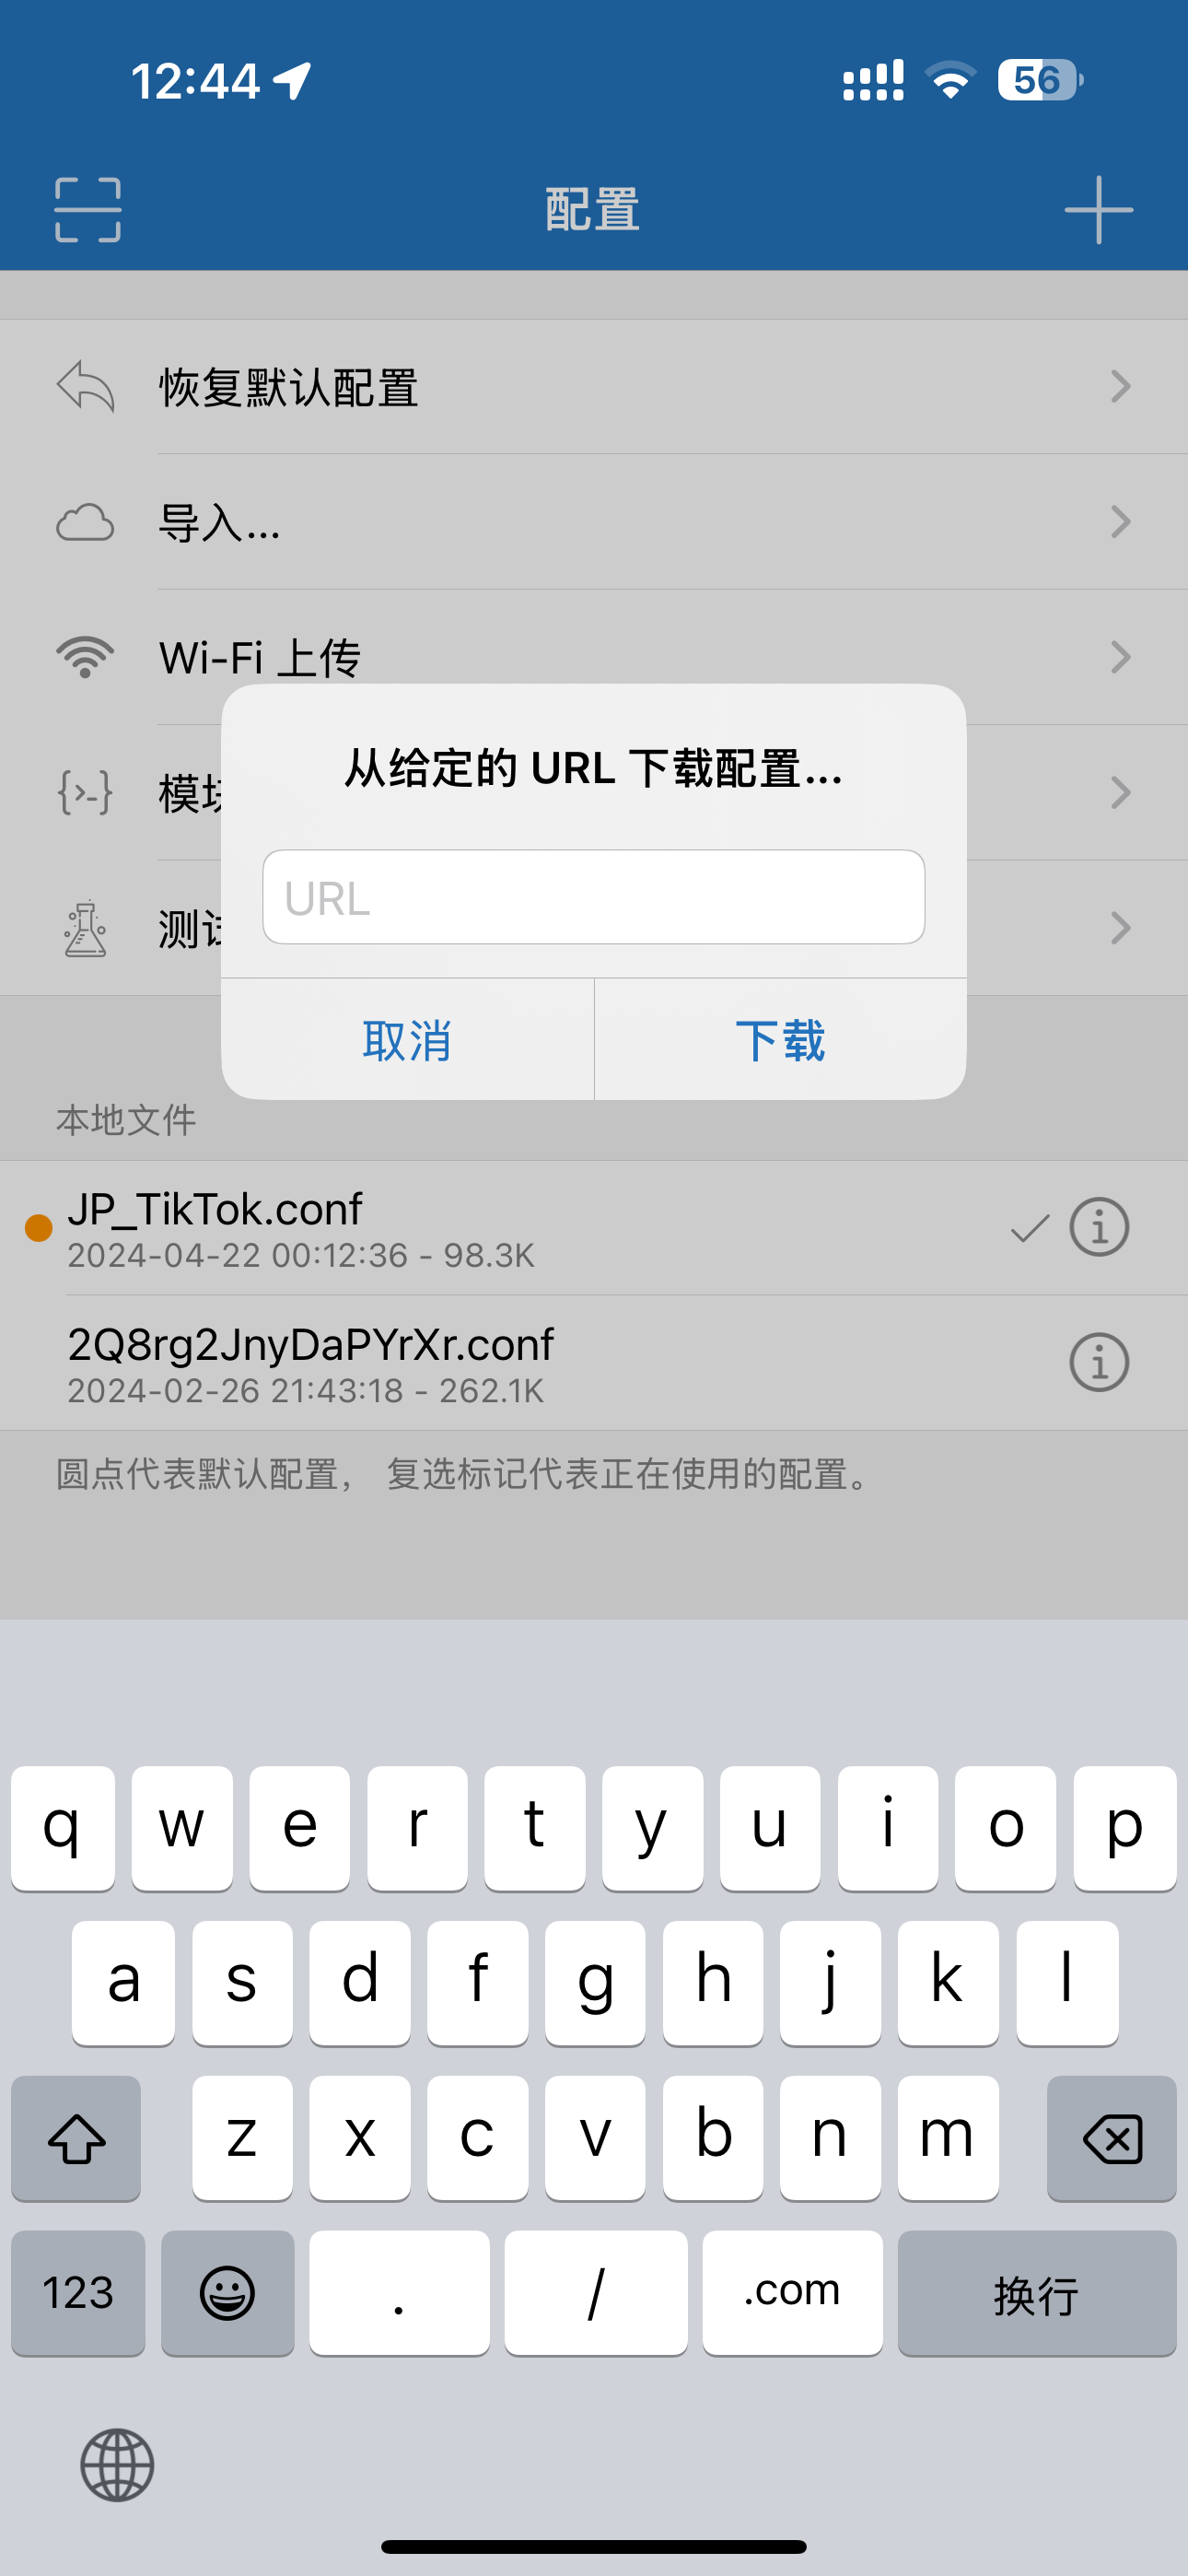 12:44
56
配置
恢复默认配置
导入...
Wi-Fi 上传
模块
测试
从给定的 URL 下载配置...
URL
取消
下载
本地文件
JP_TikTok.conf
2024-04-22 00:12:36 - 98.3K
2Q8rg2JnyDaPYrXr.conf
2024-02-26 21:43:18 - 262.1K
圆点代表默认配置， 复选标记代表正在使用的配置。
q w e r t y u i o p
a s d f g h j k l
z x c v b n m
123 . / .com 换行